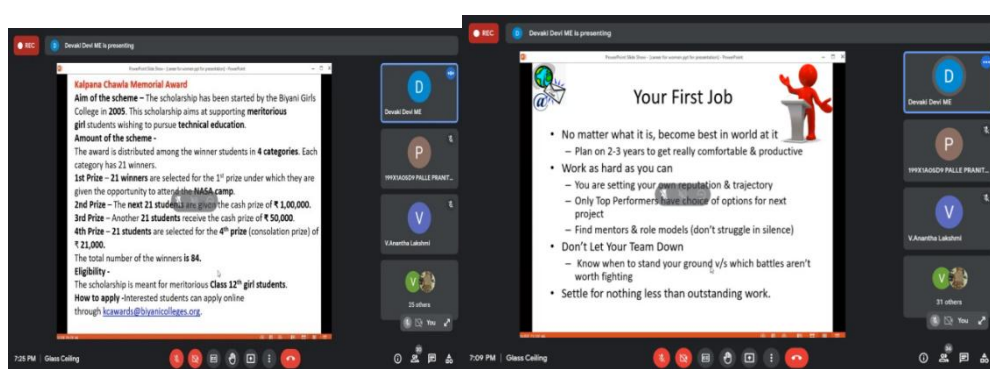 REC
D Devaki Devi ME is presenting
Kalpana Chawla Memorial Award
Aim of the scheme – The scholarship has been started by the Biyani Girls
College in 2005. This scholarship aims at supporting meritorious
girl students wishing to pursue technical education.
Amount of the scheme -
The award is distributed among the winner students in 4 categories. Each
category has 21 winners.
1st Prize – 21 winners are selected for the 1st prize under which they are
given the opportunity to attend the NASA camp.
2nd Prize – The next 21 students are given the cash prize of ₹ 1,00,000.
3rd Prize – Another 21 students receive the cash prize of ₹ 50,000.
4th Prize – 21 students are selected for the 4th prize (consolation prize) of
₹ 21,000.
The total number of the winners is 84.
Eligibility -
The scholarship is meant for meritorious Class 12th girl students.
How to apply -Interested students can apply online
through kcawards@biyanicolleges.org.
D
Devaki Devi ME
P
PALLE PRANIT...
V
V.Anantha Lakshmi
V
25 others
You
7:25 PM | Glass Ceiling
REC
D Devaki Devi ME is presenting
Your First Job
• No matter what it is, become best in world at it
– Plan on 2-3 years to get really comfortable & productive
• Work as hard as you can
– You are setting your own reputation & trajectory
– Only Top Performers have choice of options for next
project
– Find mentors & role models (don't struggle in silence)
• Don't Let Your Team Down
– Know when to stand your ground v/s which battles aren't
worth fighting
• Settle for nothing less than outstanding work.
D
Devaki Devi ME
P
PALLE PRANIT...
V
V.Anantha Lakshmi
V
31 others
You
7:09 PM | Glass Ceiling